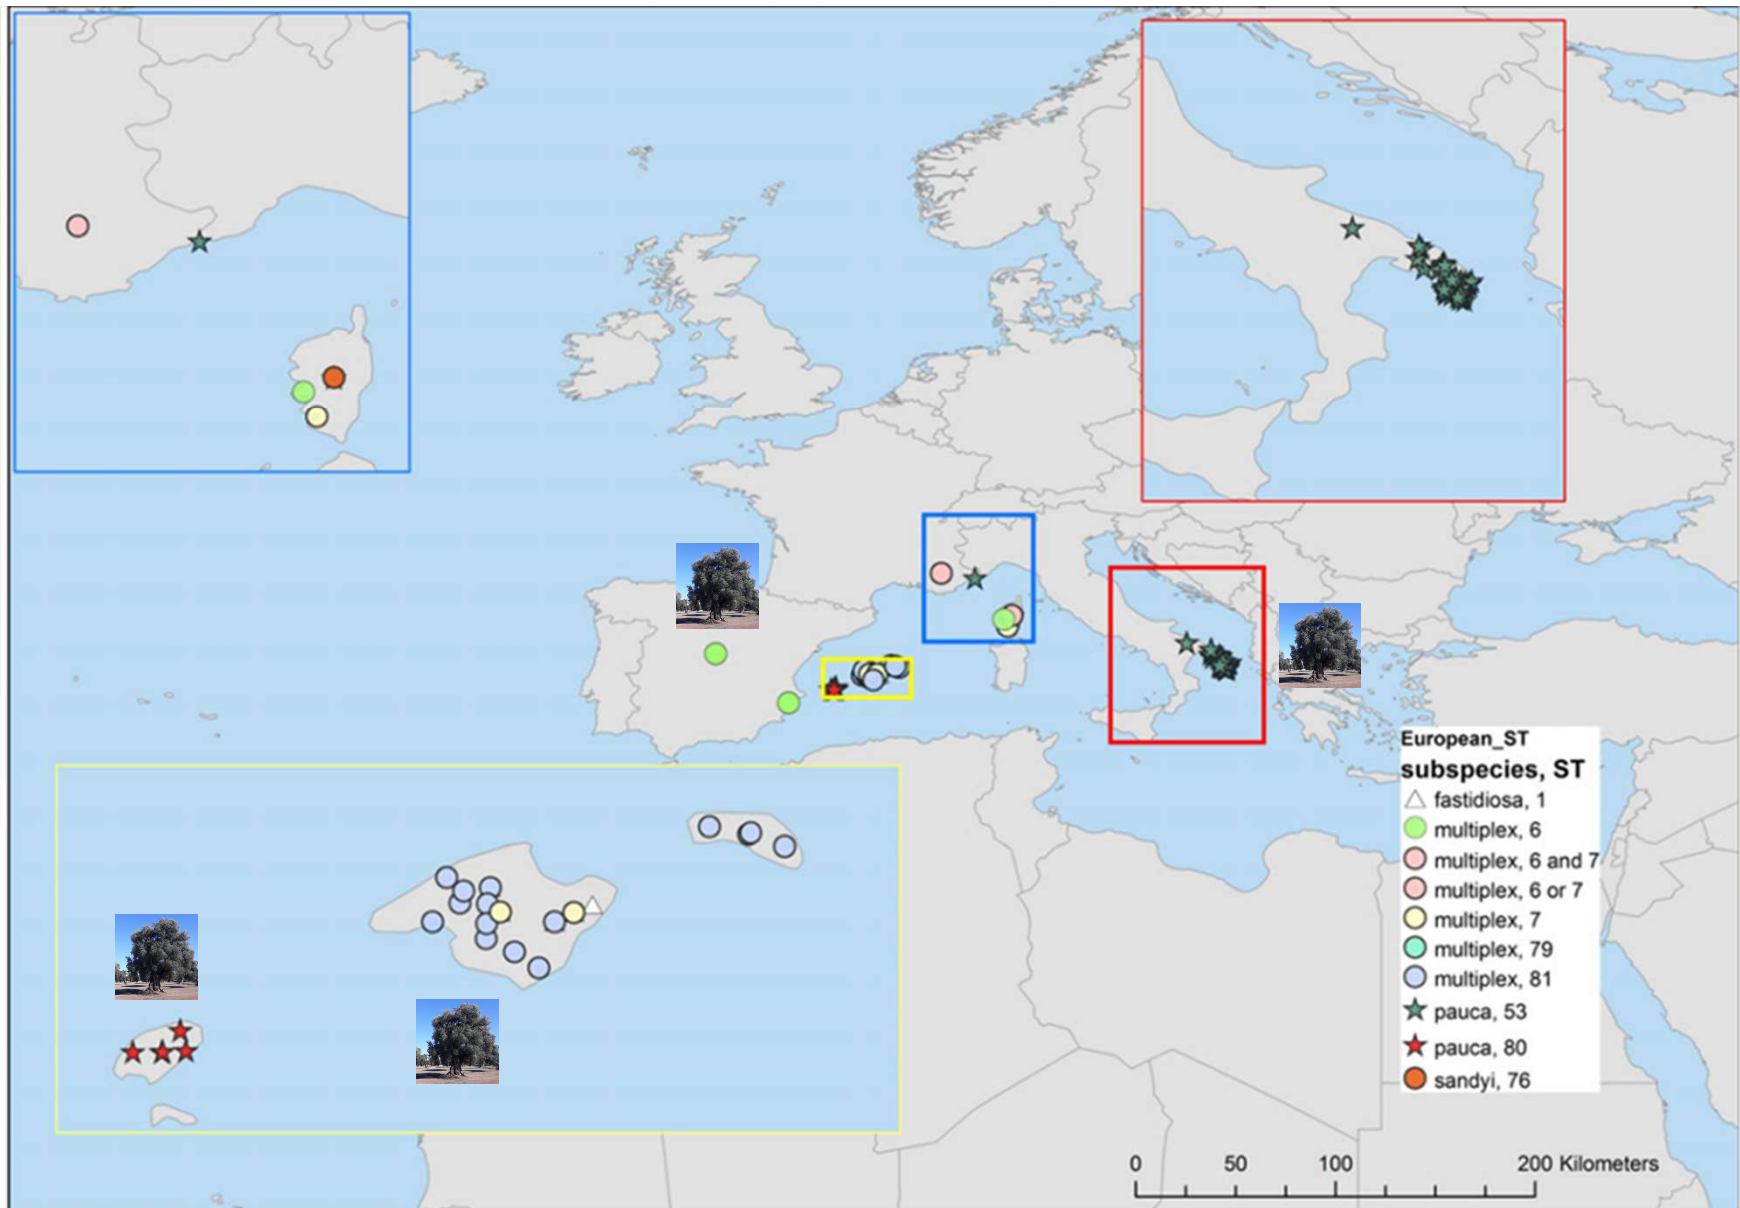 European_ST
subspecies, ST
fastidiosa, 1
multiplex, 6
multiplex, 6 and 7
multiplex, 6 or 7
multiplex, 7
multiplex, 79
multiplex, 81
pauca, 53
pauca, 80
sandyi, 76
0 50 100 200 Kilometers